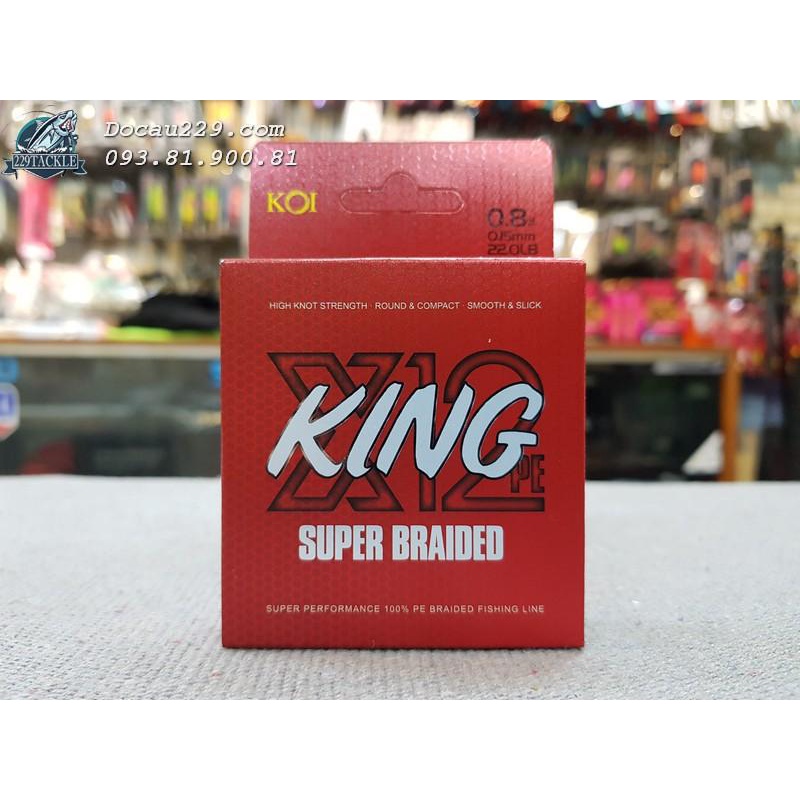 Docau229.com
093.81.900.81
229TACKLE
KOI
0.8
0.15mm
22.0LB
HIGH KNOT STRENGTH · ROUND & COMPACT · SMOOTH & SLICK
X12
KING
PE
SUPER BRAIDED
SUPER PERFORMANCE 100% PE BRAIDED FISHING LINE